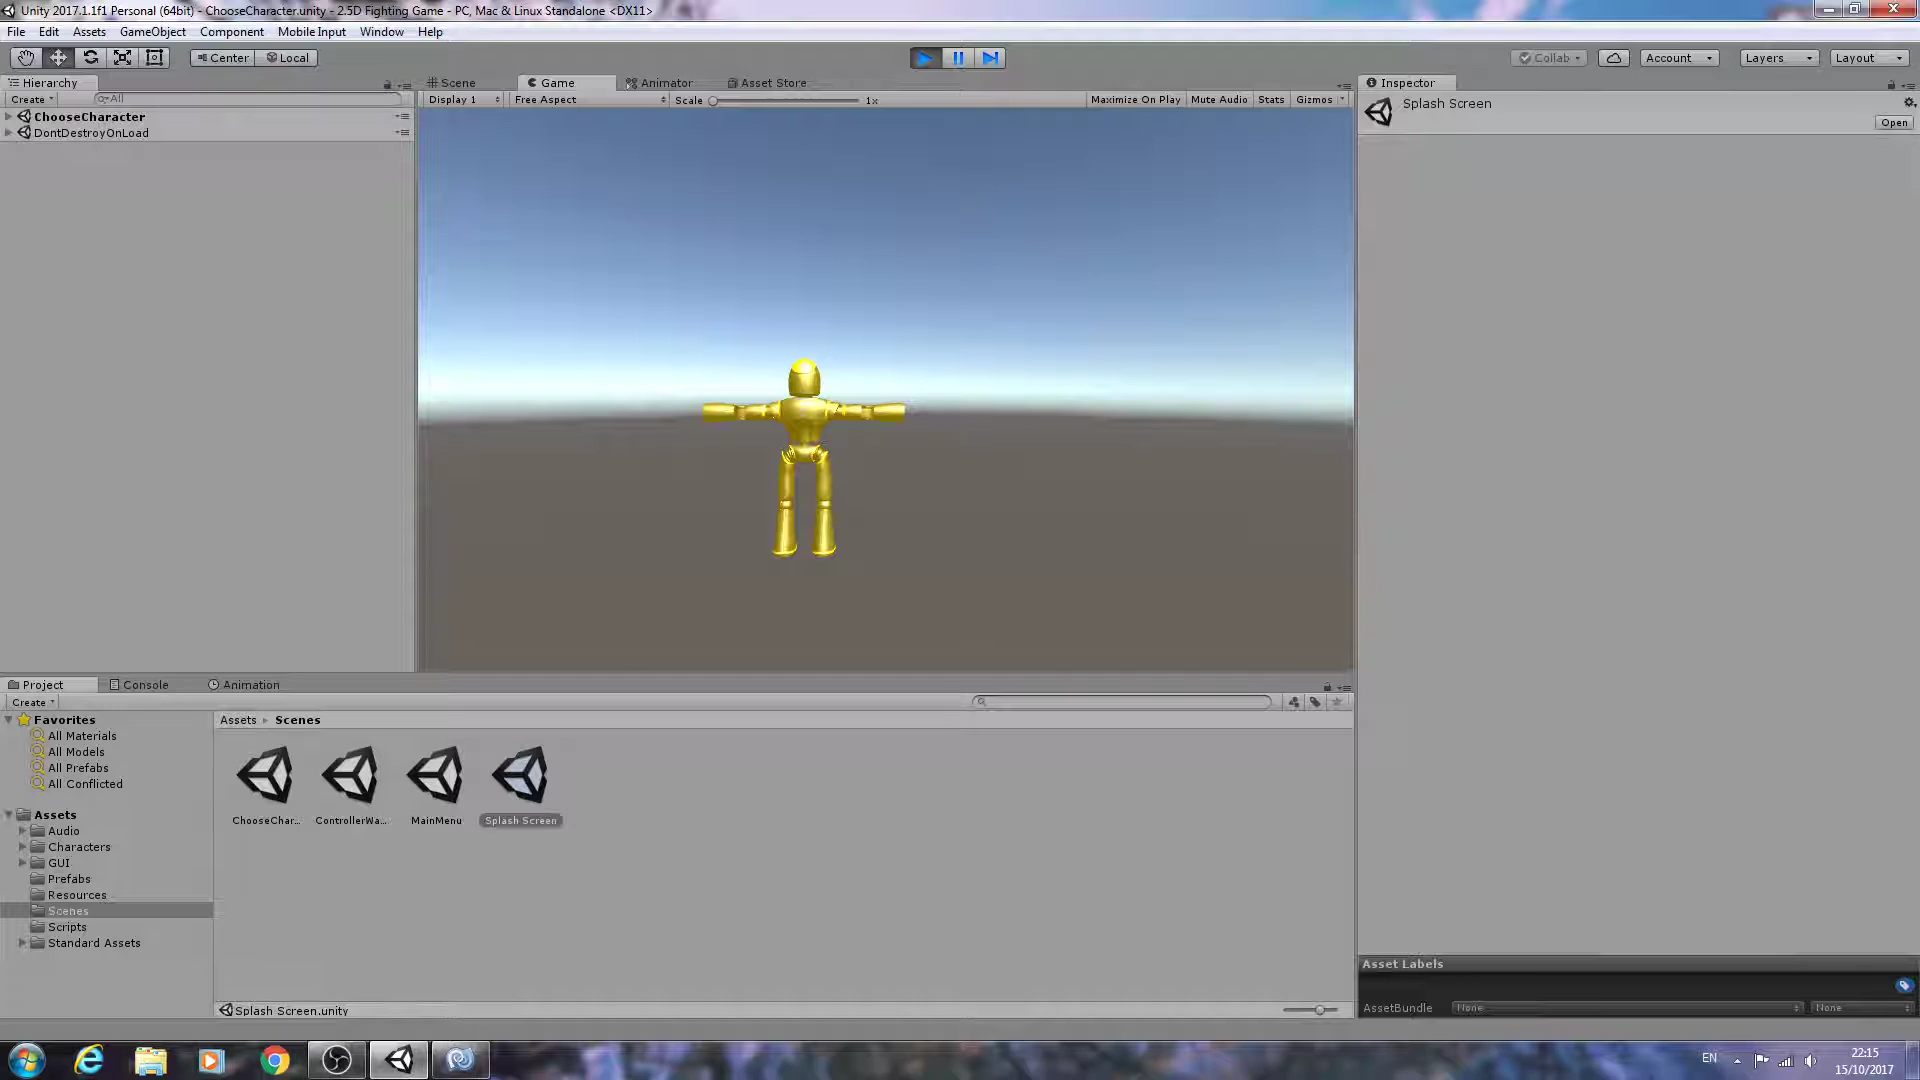 Unity 2017.1.1f1 Personal (64bit) - ChooseCharacter.unity - 2.5D Fighting Game - PC, Mac & Linux Standalone <DX11>
File Edit Assets GameObject Component Mobile Input Window Help
Center Local Collab Account Layers Layout
Hierarchy
Create All
ChooseCharacter
DontDestroyOnLoad
Scene Game Animator Asset Store
Display 1 Free Aspect Scale 1x Maximize On Play Mute Audio Stats Gizmos
Inspector
Splash Screen
Open
Project Console Animation
Create
Favorites
All Materials
All Models
All Prefabs
All Conflicted
Assets
Audio
Characters
GUI
Prefabs
Resources
Scenes
Scripts
Standard Assets
Assets Scenes
ChooseChar... ControllerWa... MainMenu Splash Screen
Splash Screen.unity
Asset Labels
AssetBundle None None
EN
22:15
15/10/2017